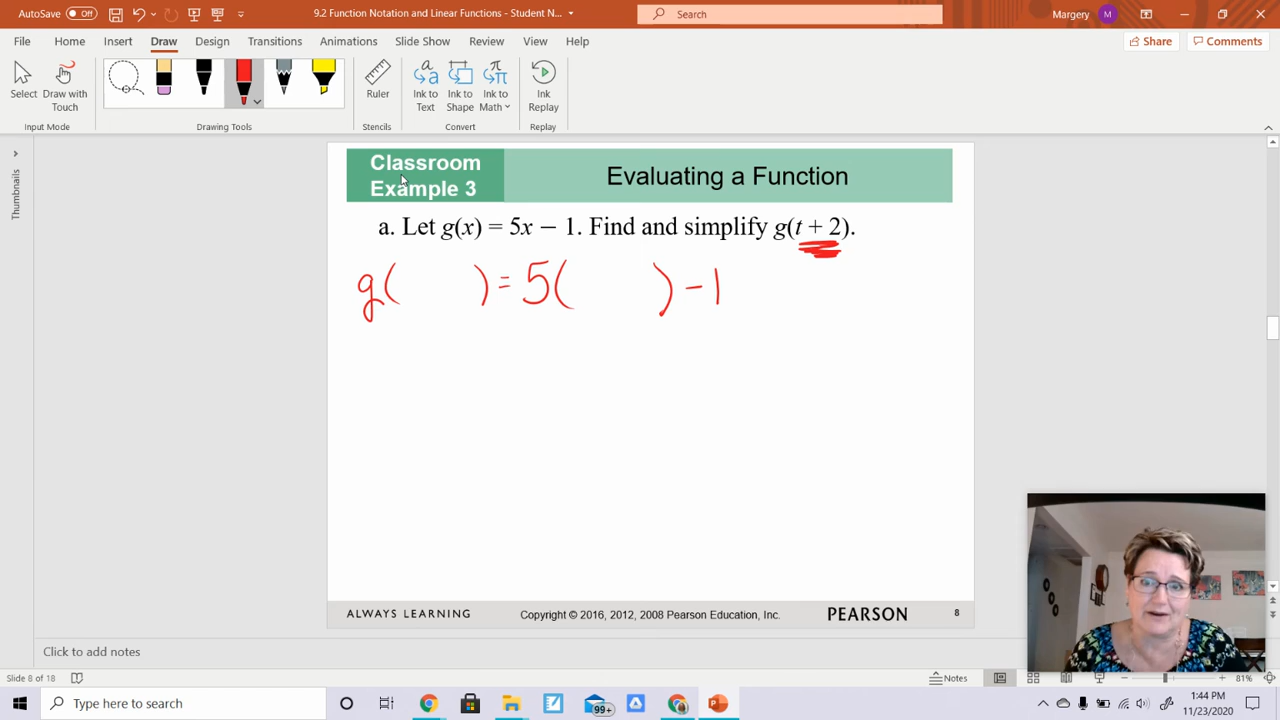 AutoSave Off 9.2 Function Notation and Linear Functions - Student N... Search Margery M
File Home Insert Draw Design Transitions Animations Slide Show Review View Help Share Comments
Select Draw with Touch Ruler Ink to Text Ink to Shape Ink to Math Ink Replay
Input Mode Drawing Tools Stencils Convert Replay
Thumbnails
Classroom Example 3
Evaluating a Function
a. Let g(x) = 5x − 1. Find and simplify g(t + 2).
g( ) = 5( ) - 1
ALWAYS LEARNING Copyright © 2016, 2012, 2008 Pearson Education, Inc. PEARSON 8
Click to add notes
Slide 8 of 18 Notes 81%
Type here to search 99+ 1:44 PM
11/23/2020